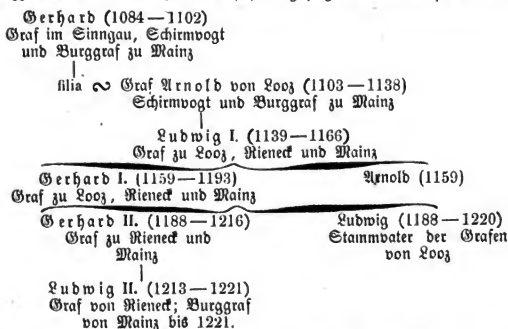 Gerhard (1084—1102)
Graf im Sinngau, Schirmvogt
und Burggraf zu Mainz
filia ∾ Graf Arnold von Looz (1103—1138)
Schirmvogt und Burggraf zu Mainz
Ludwig I. (1139—1166)
Graf zu Looz, Rieneck und Mainz
Gerhard I. (1159—1193) Arnold (1159)
Graf zu Looz, Rieneck und Mainz
Gerhard II. (1188—1216) Ludwig (1188—1220)
Graf zu Rieneck und Stammvater der Grafen
Mainz von Looz
Ludwig II. (1213—1221)
Graf von Rieneck; Burggraf
von Mainz bis 1221.